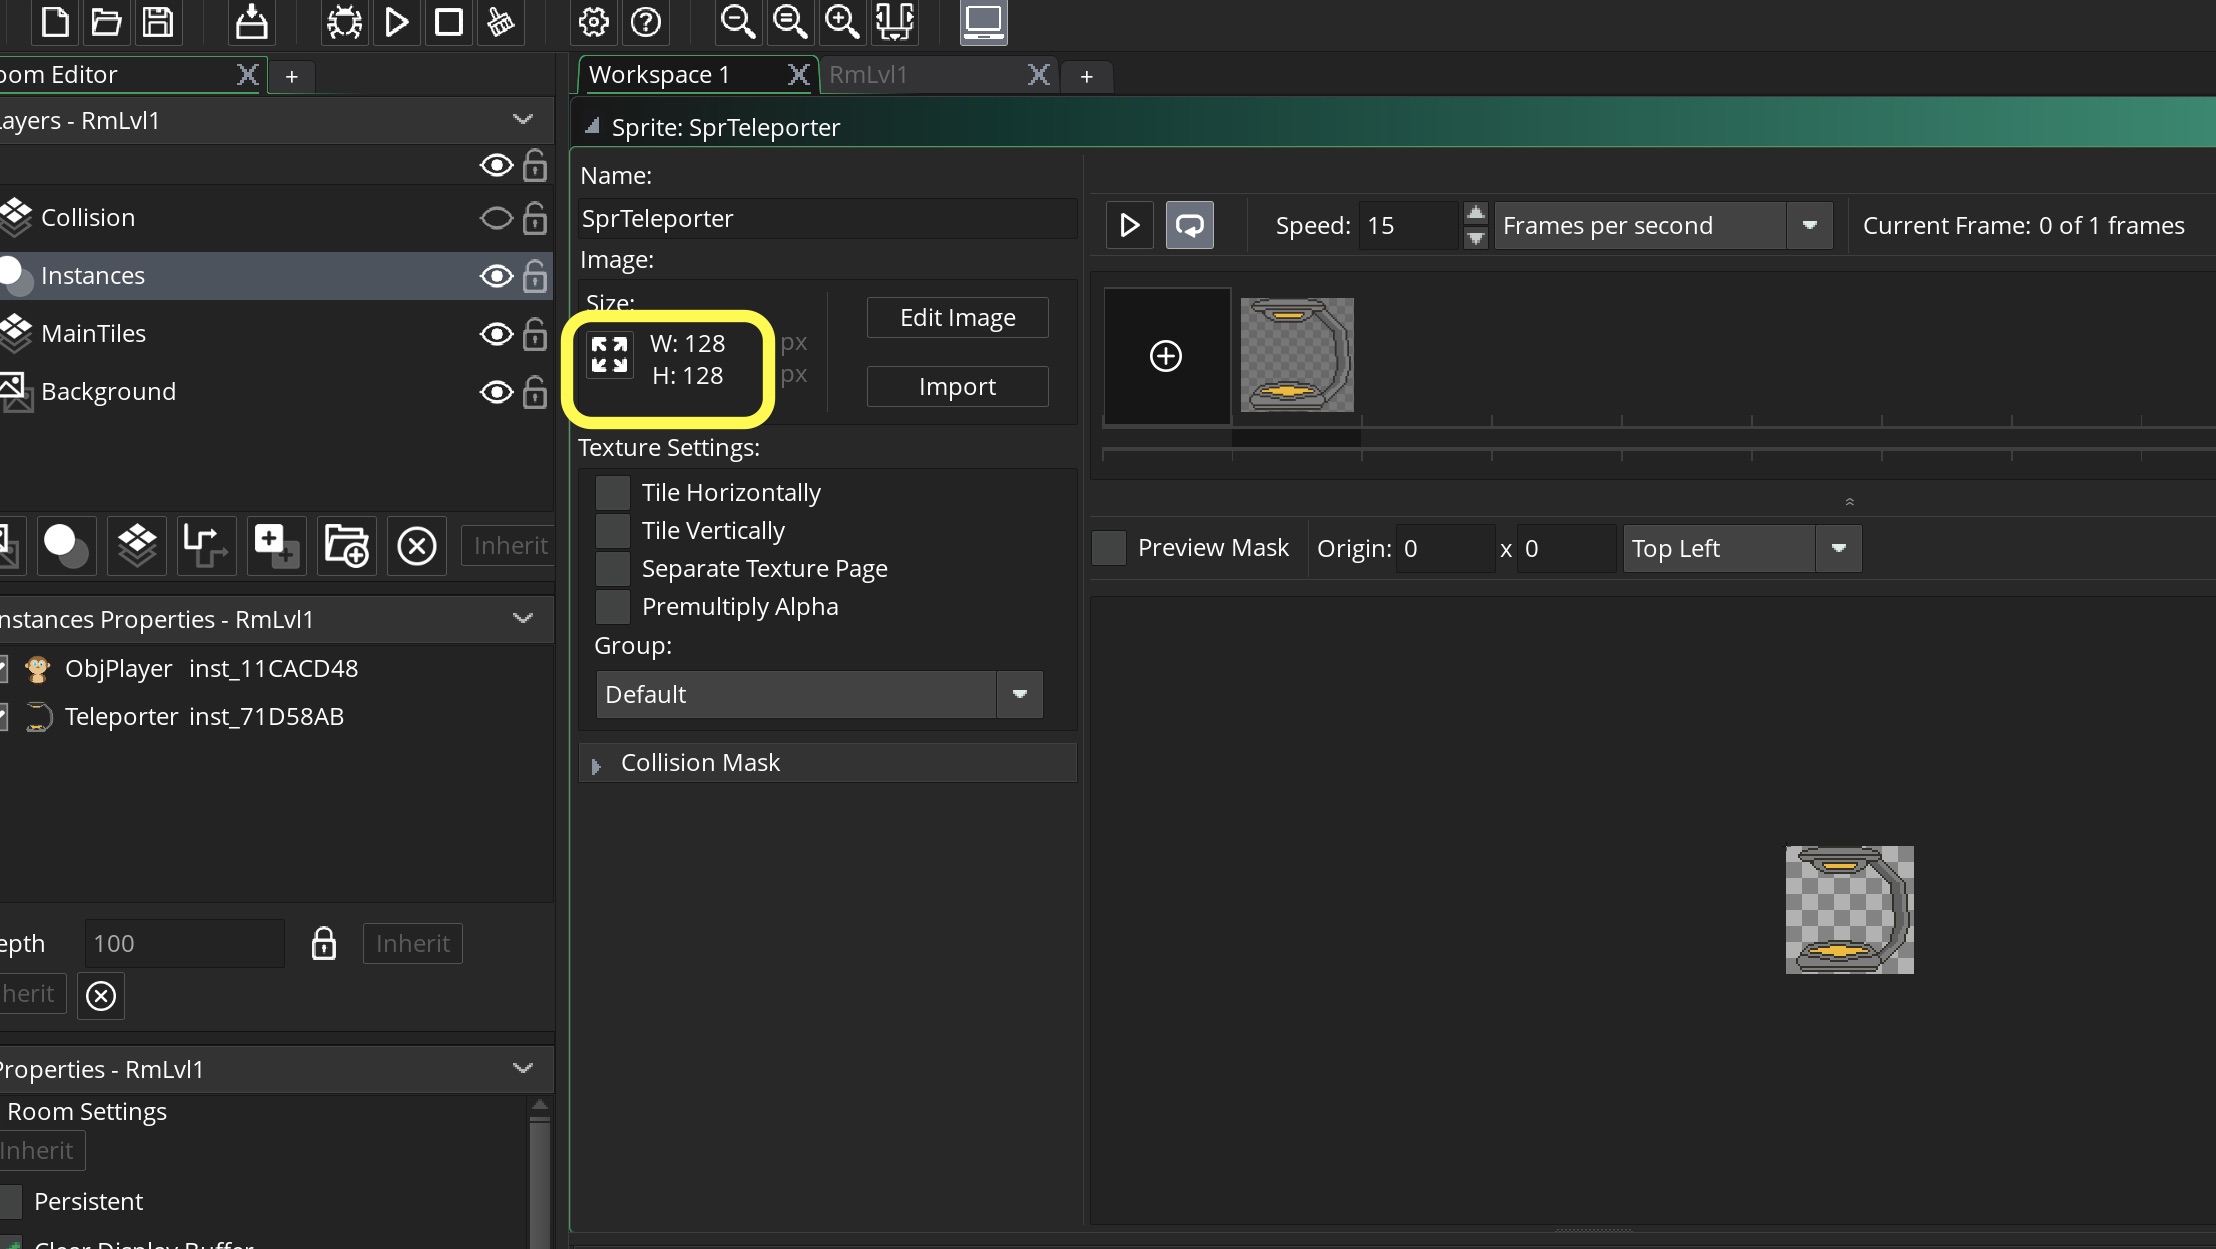 oom Editor
+
Workspace 1
RmLvl1
+
ayers - RmLvl1
Sprite: SprTeleporter
Name:
SprTeleporter
Collision
Instances
MainTiles
Background
Inherit
Image:
Size:
W: 128 px
H: 128 px
Edit Image
Import
Texture Settings:
Tile Horizontally
Tile Vertically
Separate Texture Page
Premultiply Alpha
Group:
Default
Collision Mask
Speed: 15
Frames per second
Current Frame: 0 of 1 frames
Preview Mask
Origin: 0 x 0
Top Left
nstances Properties - RmLvl1
ObjPlayer inst_11CACD48
Teleporter inst_71D58AB
epth 100
Inherit
herit
Properties - RmLvl1
Room Settings
Inherit
Persistent
Clear Display Buffer